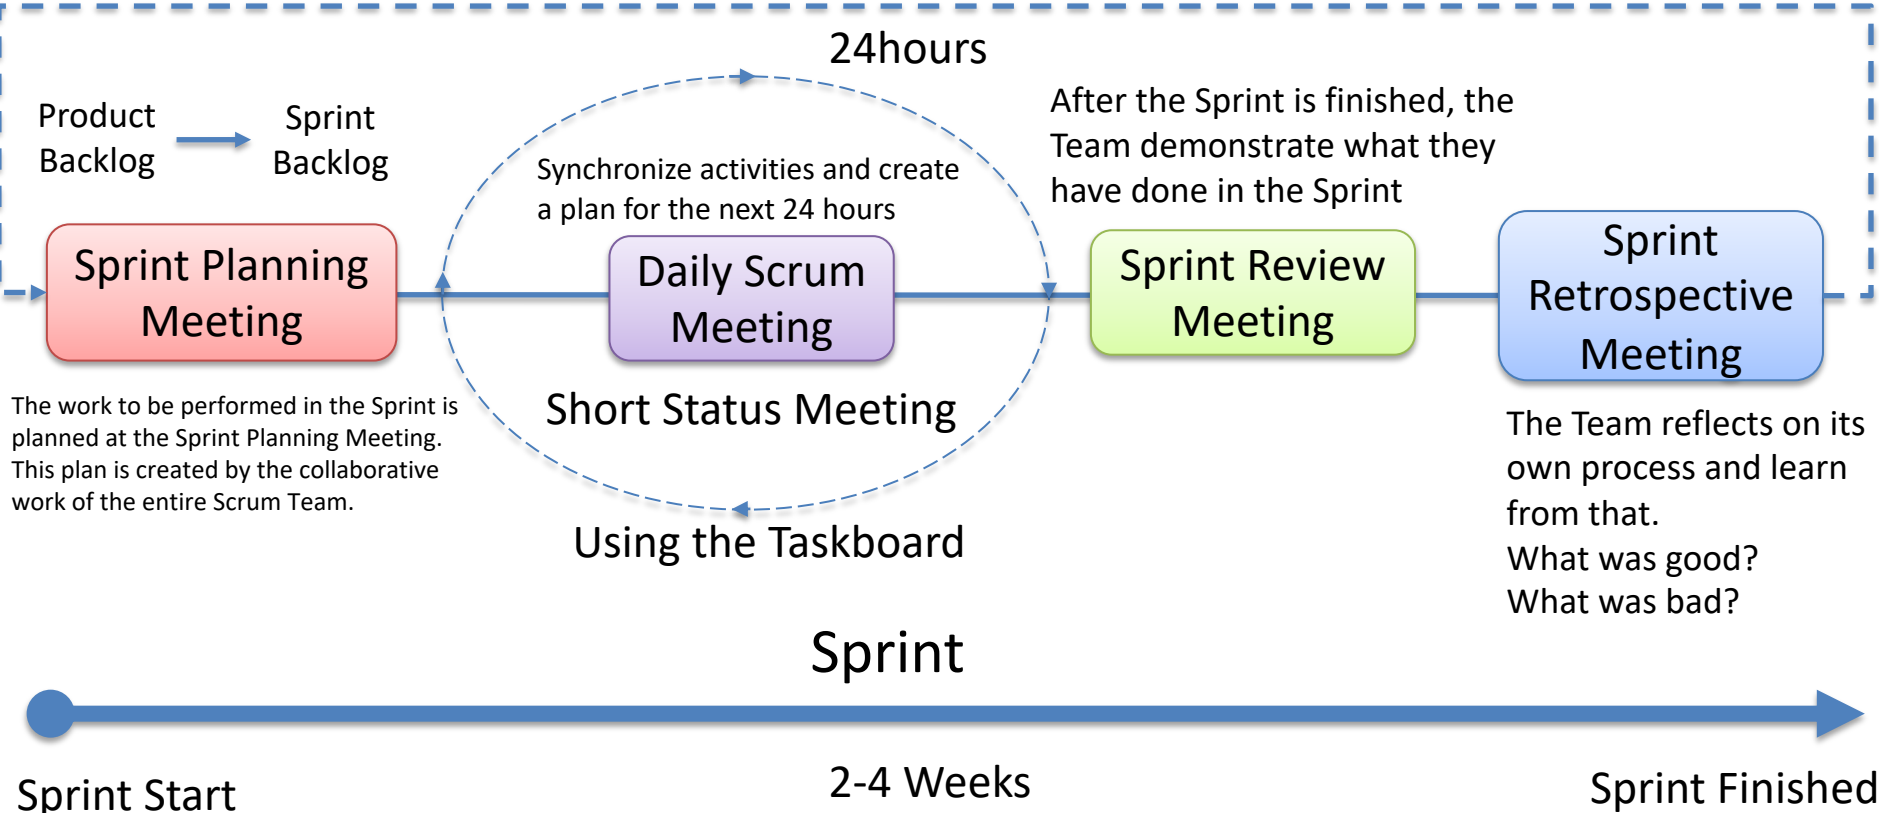 24hours
Product
Backlog
Sprint
Backlog
Synchronize activities and create
a plan for the next 24 hours
After the Sprint is finished, the
Team demonstrate what they
have done in the Sprint
Sprint Planning
Meeting
Daily Scrum
Meeting
Sprint Review
Meeting
Sprint
Retrospective
Meeting
The work to be performed in the Sprint is
planned at the Sprint Planning Meeting.
This plan is created by the collaborative
work of the entire Scrum Team.
Short Status Meeting
Using the Taskboard
The Team reflects on its
own process and learn
from that.
What was good?
What was bad?
Sprint
Sprint Start
2-4 Weeks
Sprint Finished